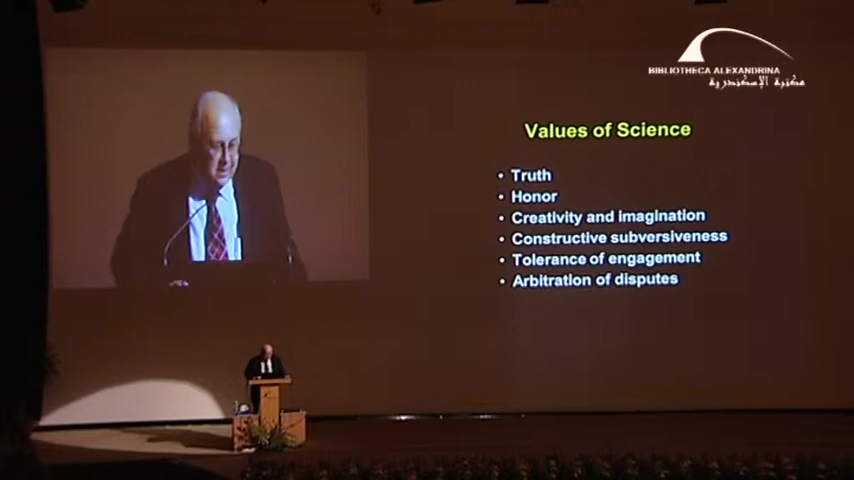 BIBLIOTHECA ALEXANDRINA
مكتبة الإسكندرية
Values of Science
• Truth
• Honor
• Creativity and imagination
• Constructive subversiveness
• Tolerance of engagement
• Arbitration of disputes